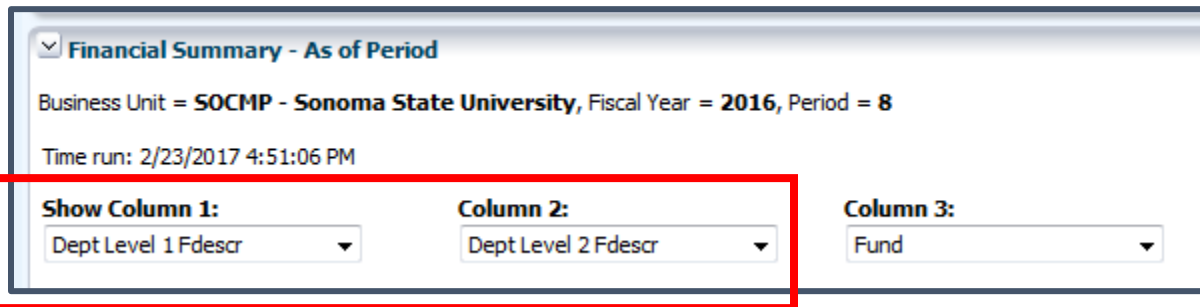 Financial Summary - As of Period
Business Unit = SOCMP - Sonoma State University, Fiscal Year = 2016, Period = 8
Time run: 2/23/2017 4:51:06 PM
Show Column 1: Column 2: Column 3:
Dept Level 1 Fdescr Dept Level 2 Fdescr Fund